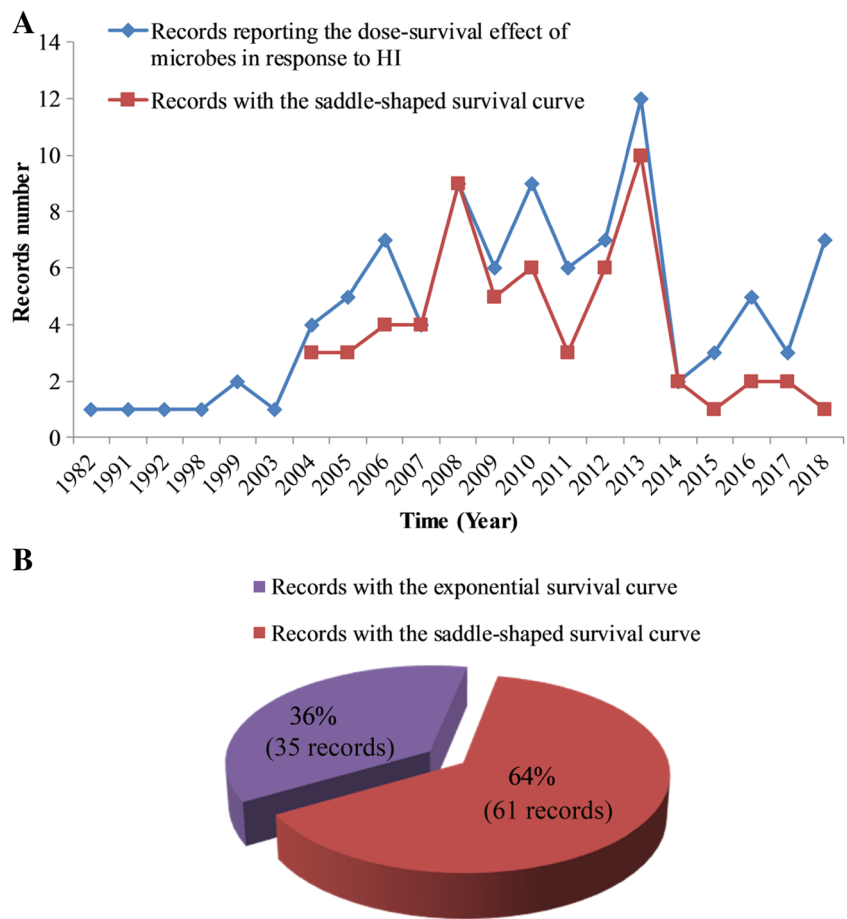 A
Records reporting the dose-survival effect of
microbes in response to HI
Records with the saddle-shaped survival curve
14
12
10
8
6
4
2
0
Records number
1982 1991 1992 1998 1999 2003 2004 2005 2006 2007 2008 2009 2010 2011 2012 2013 2014 2015 2016 2017 2018
Time (Year)
B
Records with the exponential survival curve
Records with the saddle-shaped survival curve
36%
(35 records)
64%
(61 records)